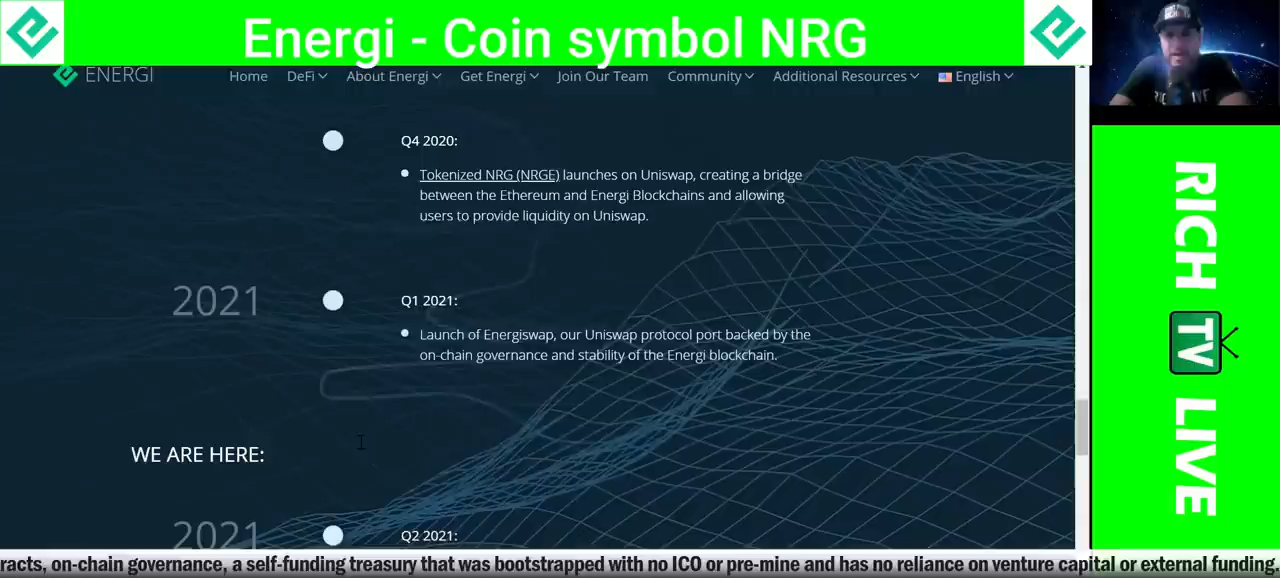 Energi - Coin symbol NRG
ENERGI
Home DeFi About Energi Get Energi Join Our Team Community Additional Resources English
Q4 2020:
Tokenized NRG (NRGE) launches on Uniswap, creating a bridge
between the Ethereum and Energi Blockchains and allowing
users to provide liquidity on Uniswap.
2021
Q1 2021:
Launch of Energiswap, our Uniswap protocol port backed by the
on-chain governance and stability of the Energi blockchain.
WE ARE HERE:
2021
Q2 2021:
RICH
TV
LIVE
racts, on-chain governance, a self-funding treasury that was bootstrapped with no ICO or pre-mine and has no reliance on venture capital or external funding.